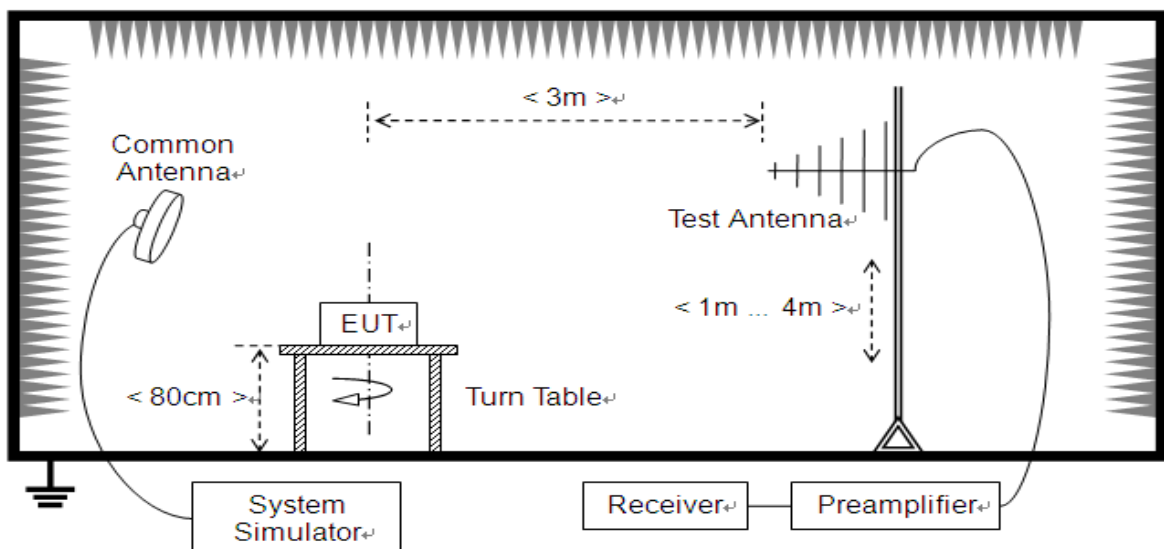 < 3m >↵
Common
Antenna↵
Test Antenna↵
< 1m ... 4m >↵
EUT↵
< 80cm >↵
Turn Table↵
System
Simulator↵
Receiver↵
Preamplifier↵